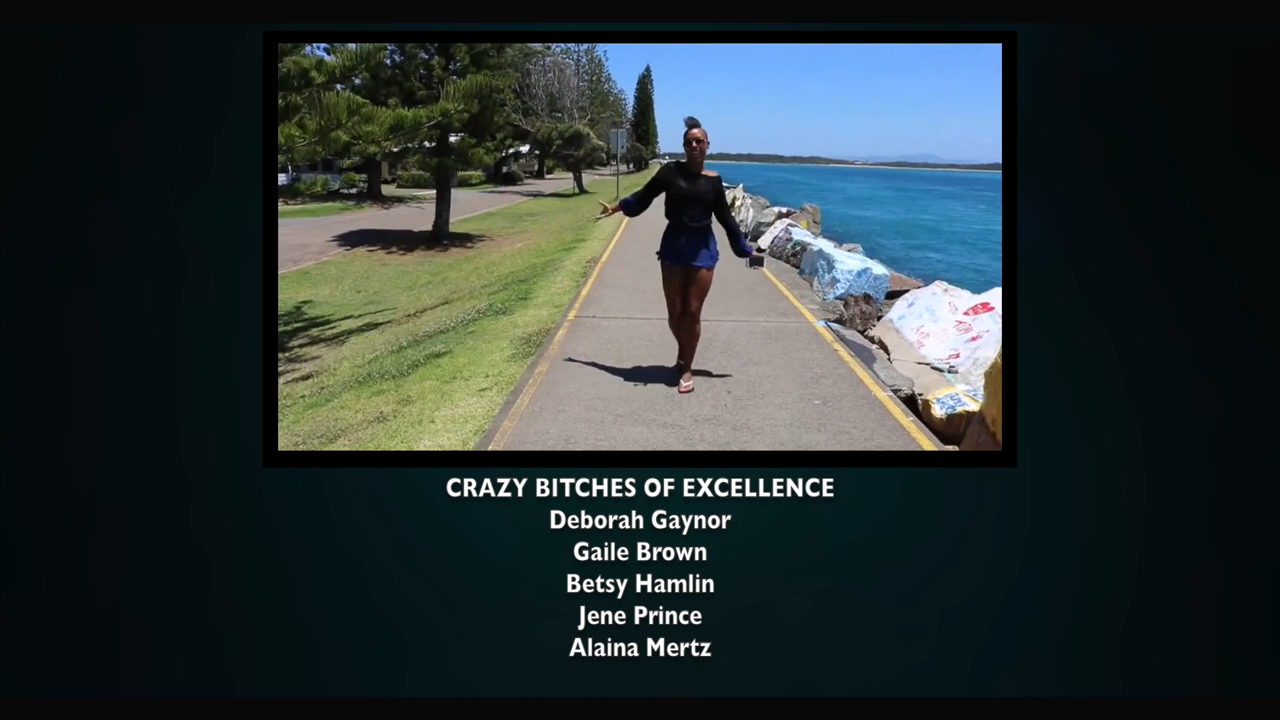 CRAZY BITCHES OF EXCELLENCE
Deborah Gaynor
Gaile Brown
Betsy Hamlin
Jene Prince
Alaina Mertz